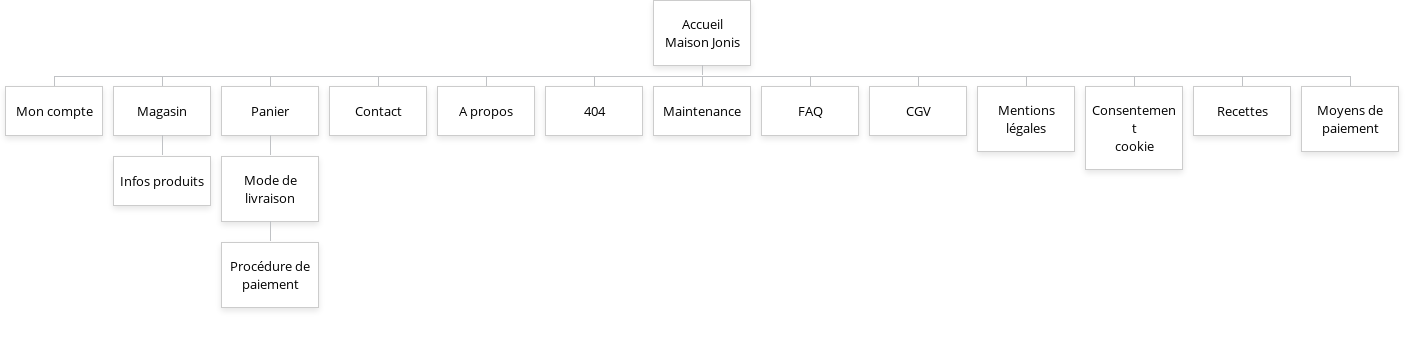 Accueil
Maison Jonis
Mon compte
Magasin
Panier
Contact
A propos
404
Maintenance
FAQ
CGV
Mentions
légales
Consentemen
t
cookie
Recettes
Moyens de
paiement
Infos produits
Mode de
livraison
Procédure de
paiement